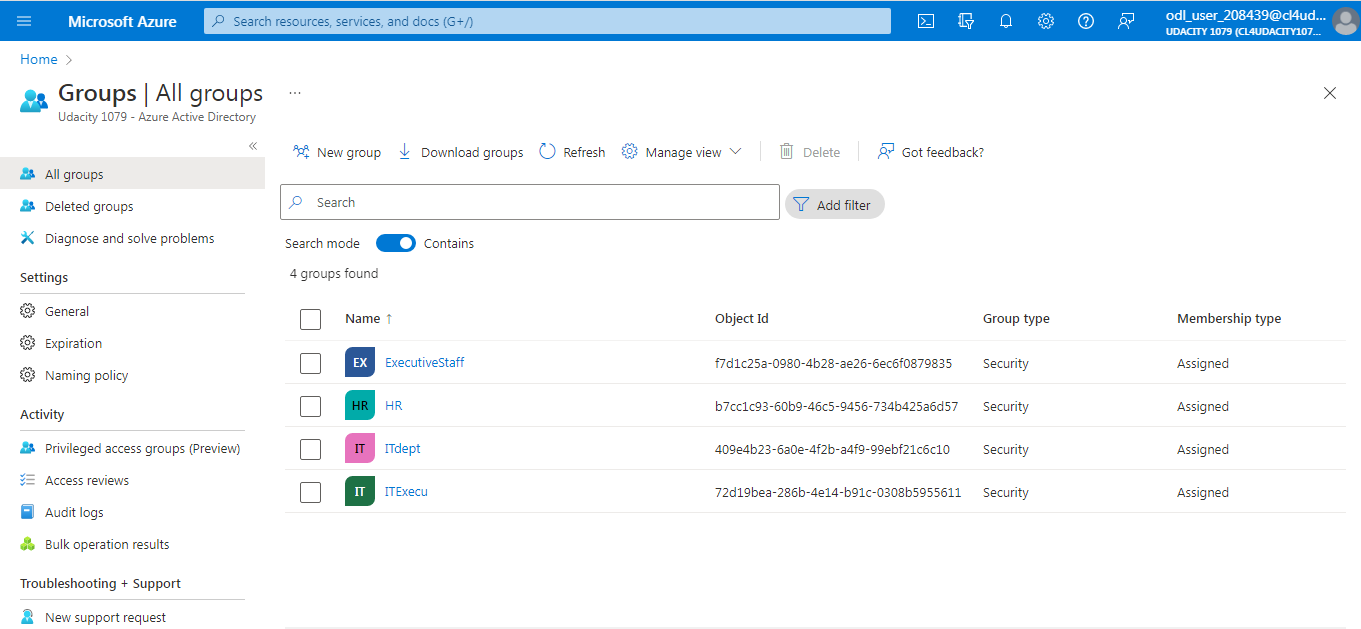 Microsoft Azure
Search resources, services, and docs (G+/)
odl_user_208439@cl4ud...
UDACITY 1079 (CL4UDACITY107...
Home
Groups | All groups
...
Udacity 1079 - Azure Active Directory
«
All groups
Deleted groups
Diagnose and solve problems
Settings
General
Expiration
Naming policy
Activity
Privileged access groups (Preview)
Access reviews
Audit logs
Bulk operation results
Troubleshooting + Support
New support request
New group
Download groups
Refresh
Manage view
Delete
Got feedback?
Search
Add filter
Search mode
Contains
4 groups found
Name ↑ Object Id Group type Membership type
EX ExecutiveStaff f7d1c25a-0980-4b28-ae26-6ec6f0879835 Security Assigned
HR HR b7cc1c93-60b9-46c5-9456-734b425a6d57 Security Assigned
IT ITdept 409e4b23-6a0e-4f2b-a4f9-99ebf21c6c10 Security Assigned
IT ITExecu 72d19bea-286b-4e14-b91c-0308b5955611 Security Assigned